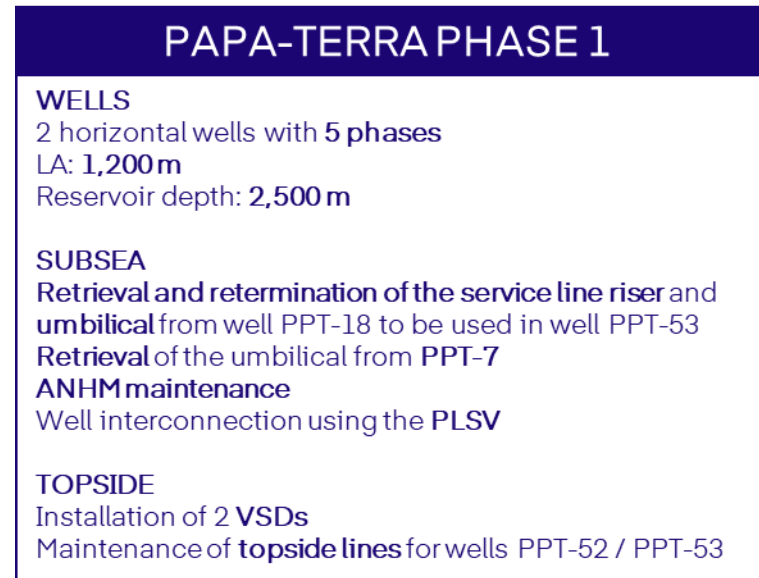 PAPA-TERRA PHASE 1
WELLS
2 horizontal wells with 5 phases
LA: 1,200 m
Reservoir depth: 2,500 m
SUBSEA
Retrieval and retermination of the service line riser and
umbilical from well PPT-18 to be used in well PPT-53
Retrieval of the umbilical from PPT-7
ANHM maintenance
Well interconnection using the PLSV
TOPSIDE
Installation of 2 VSDs
Maintenance of topside lines for wells PPT-52 / PPT-53